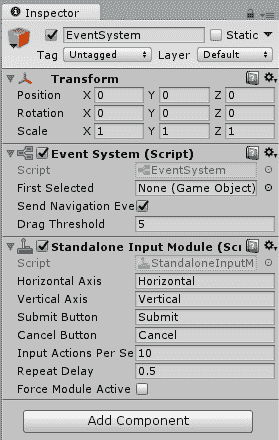 Inspector
EventSystem Static
Tag Untagged Layer Default
Transform
Position X 0 Y 0 Z 0
Rotation X 0 Y 0 Z 0
Scale X 1 Y 1 Z 1
Event System (Script)
Script EventSystem
First Selected None (Game Object)
Send Navigation Eve
Drag Threshold 5
Standalone Input Module (Scr
Script StandaloneInputM
Horizontal Axis Horizontal
Vertical Axis Vertical
Submit Button Submit
Cancel Button Cancel
Input Actions Per Se 10
Repeat Delay 0.5
Force Module Active
Add Component